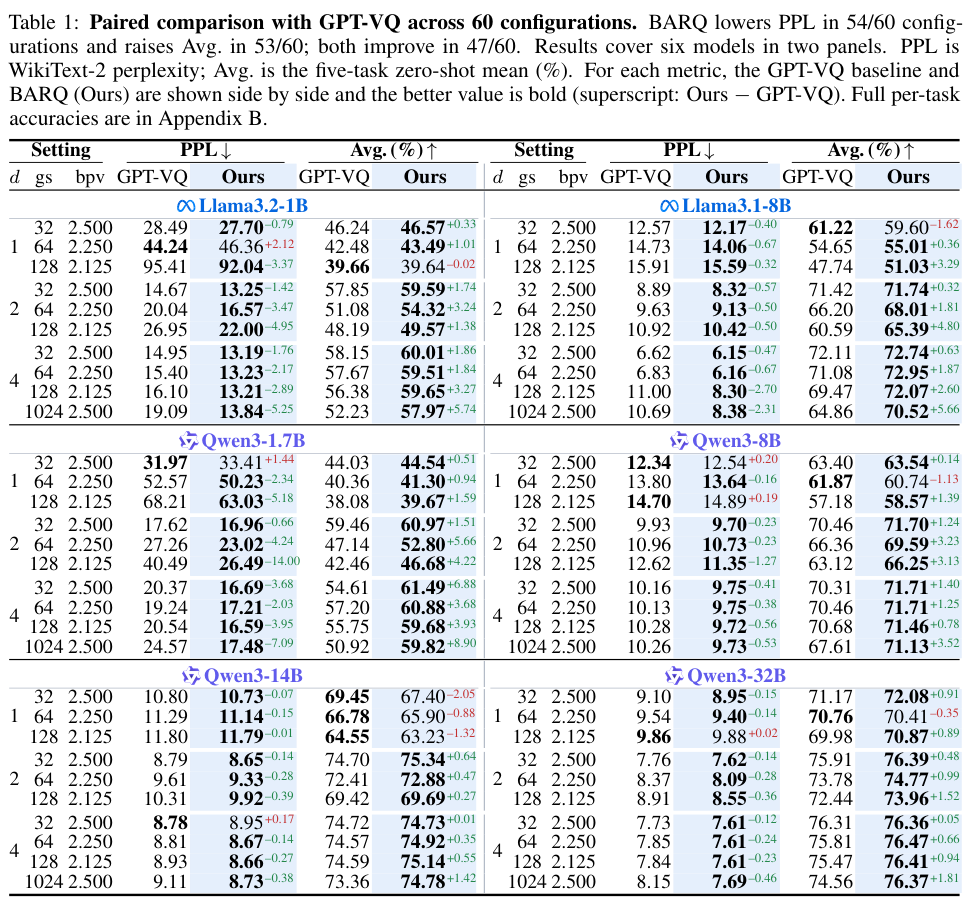 Table 1: Paired comparison with GPT-VQ across 60 configurations. BARQ lowers PPL in 54/60 config-
urations and raises Avg. in 53/60; both improve in 47/60. Results cover six models in two panels. PPL is
WikiText-2 perplexity; Avg. is the five-task zero-shot mean (%). For each metric, the GPT-VQ baseline and
BARQ (Ours) are shown side by side and the better value is bold (superscript: Ours − GPT-VQ). Full per-task
accuracies are in Appendix B.
Setting PPL↓ Avg. (%) ↑ Setting PPL↓ Avg. (%) ↑
d gs bpv GPT-VQ Ours GPT-VQ Ours d gs bpv GPT-VQ Ours GPT-VQ Ours
Llama3.2-1B Llama3.1-8B
32 2.500 28.49 27.70−0.79 46.24 46.57+0.33 32 2.500 12.57 12.17−0.40 61.22 59.60−1.62
1 64 2.250 44.24 46.36+2.12 42.48 43.49+1.01 1 64 2.250 14.73 14.06−0.67 54.65 55.01+0.36
128 2.125 95.41 92.04−3.37 39.66 39.64−0.02 128 2.125 15.91 15.59−0.32 47.74 51.03+3.29
32 2.500 14.67 13.25−1.42 57.85 59.59+1.74 32 2.500 8.89 8.32−0.57 71.42 71.74+0.32
2 64 2.250 20.04 16.57−3.47 51.08 54.32+3.24 2 64 2.250 9.63 9.13−0.50 66.20 68.01+1.81
128 2.125 26.95 22.00−4.95 48.19 49.57+1.38 128 2.125 10.92 10.42−0.50 60.59 65.39+4.80
32 2.500 14.95 13.19−1.76 58.15 60.01+1.86 32 2.500 6.62 6.15−0.47 72.11 72.74+0.63
4 64 2.250 15.40 13.23−2.17 57.67 59.51+1.84 4 64 2.250 6.83 6.16−0.67 71.08 72.95+1.87
128 2.125 16.10 13.21−2.89 56.38 59.65+3.27 128 2.125 11.00 8.30−2.70 69.47 72.07+2.60
1024 2.500 19.09 13.84−5.25 52.23 57.97+5.74 1024 2.500 10.69 8.38−2.31 64.86 70.52+5.66
Qwen3-1.7B Qwen3-8B
32 2.500 31.97 33.41+1.44 44.03 44.54+0.51 32 2.500 12.34 12.54+0.20 63.40 63.54+0.14
1 64 2.250 52.57 50.23−2.34 40.36 41.30+0.94 1 64 2.250 13.80 13.64−0.16 61.87 60.74−1.13
128 2.125 68.21 63.03−5.18 38.08 39.67+1.59 128 2.125 14.70 14.89+0.19 57.18 58.57+1.39
32 2.500 17.62 16.96−0.66 59.46 60.97+1.51 32 2.500 9.93 9.70−0.23 70.46 71.70+1.24
2 64 2.250 27.26 23.02−4.24 47.14 52.80+5.66 2 64 2.250 10.96 10.73−0.23 66.36 69.59+3.23
128 2.125 40.49 26.49−14.00 42.46 46.68+4.22 128 2.125 12.62 11.35−1.27 63.12 66.25+3.13
32 2.500 20.37 16.69−3.68 54.61 61.49+6.88 32 2.500 10.16 9.75−0.41 70.31 71.71+1.40
4 64 2.250 19.24 17.21−2.03 57.20 60.88+3.68 4 64 2.250 10.13 9.75−0.38 70.46 71.71+1.25
128 2.125 20.54 16.59−3.95 55.75 59.68+3.93 128 2.125 10.28 9.72−0.56 70.68 71.46+0.78
1024 2.500 24.57 17.48−7.09 50.92 59.82+8.90 1024 2.500 10.26 9.73−0.53 67.61 71.13+3.52
Qwen3-14B Qwen3-32B
32 2.500 10.80 10.73−0.07 69.45 67.40−2.05 32 2.500 9.10 8.95−0.15 71.17 72.08+0.91
1 64 2.250 11.29 11.14−0.15 66.78 65.90−0.88 1 64 2.250 9.54 9.40−0.14 70.76 70.41−0.35
128 2.125 11.80 11.79−0.01 64.55 63.23−1.32 128 2.125 9.86 9.88+0.02 69.98 70.87+0.89
32 2.500 8.79 8.65−0.14 74.70 75.34+0.64 32 2.500 7.76 7.62−0.14 75.91 76.39+0.48
2 64 2.250 9.61 9.33−0.28 72.41 72.88+0.47 2 64 2.250 8.37 8.09−0.28 73.78 74.77+0.99
128 2.125 10.31 9.92−0.39 69.42 69.69+0.27 128 2.125 8.91 8.55−0.36 72.44 73.96+1.52
32 2.500 8.78 8.95+0.17 74.72 74.73+0.01 32 2.500 7.73 7.61−0.12 76.31 76.36+0.05
4 64 2.250 8.81 8.67−0.14 74.57 74.92+0.35 4 64 2.250 7.85 7.61−0.24 75.81 76.47+0.66
128 2.125 8.93 8.66−0.27 74.59 75.14+0.55 128 2.125 7.84 7.61−0.23 75.47 76.41+0.94
1024 2.500 9.11 8.73−0.38 73.36 74.78+1.42 1024 2.500 8.15 7.69−0.46 74.56 76.37+1.81